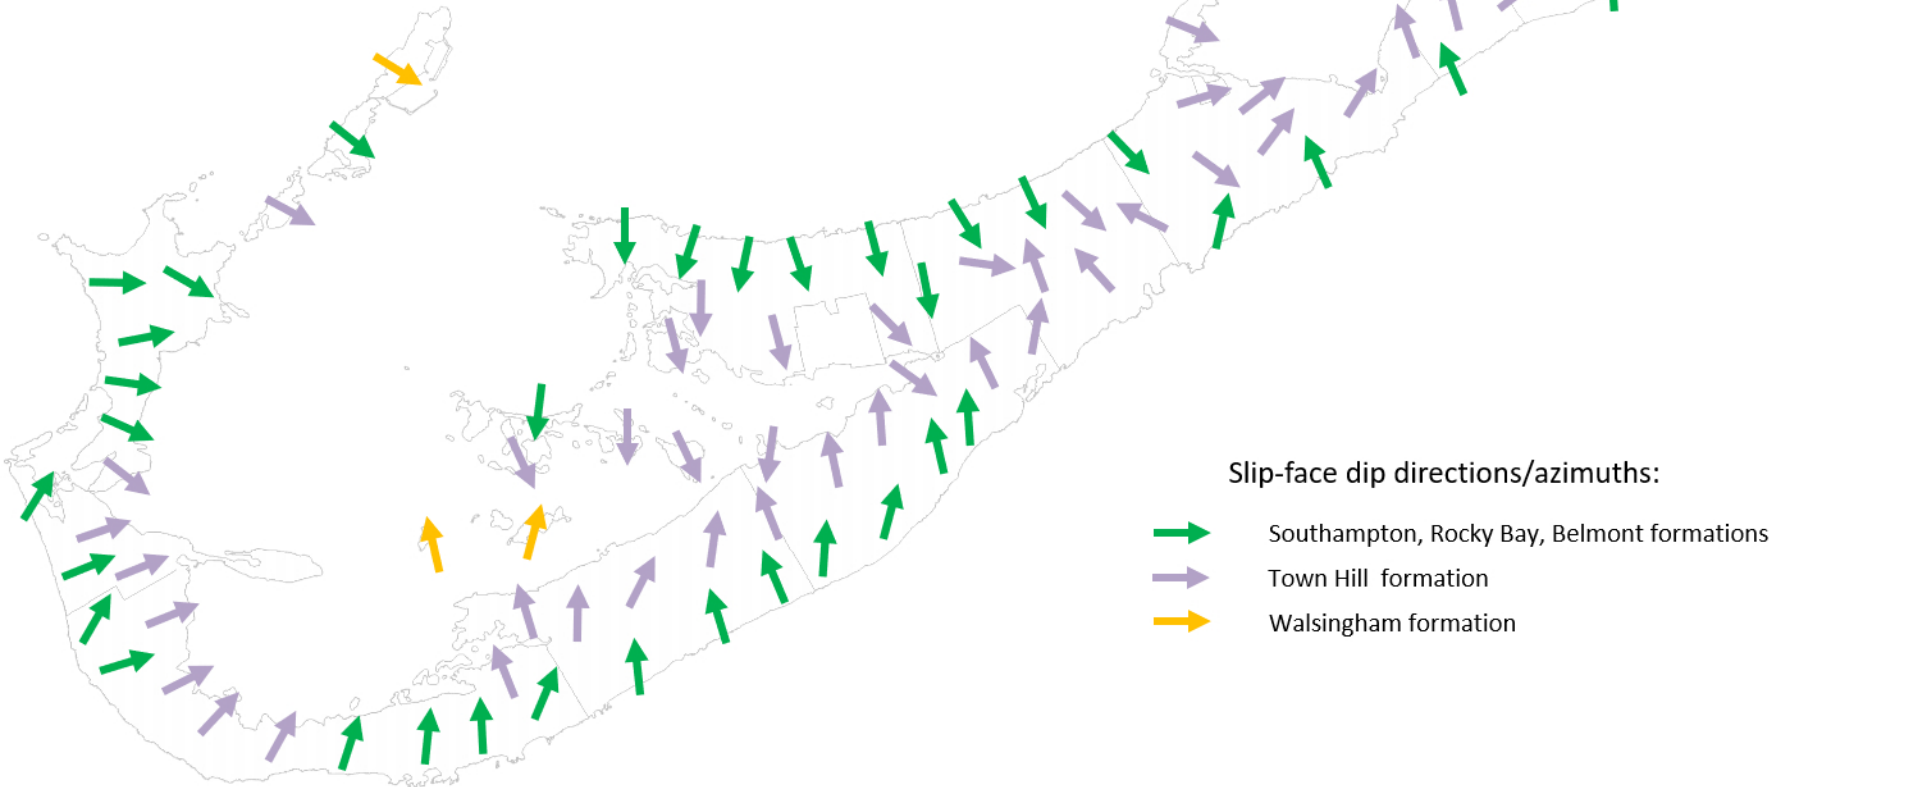 Slip-face dip directions/azimuths:
Southampton, Rocky Bay, Belmont formations
Town Hill formation
Walsingham formation